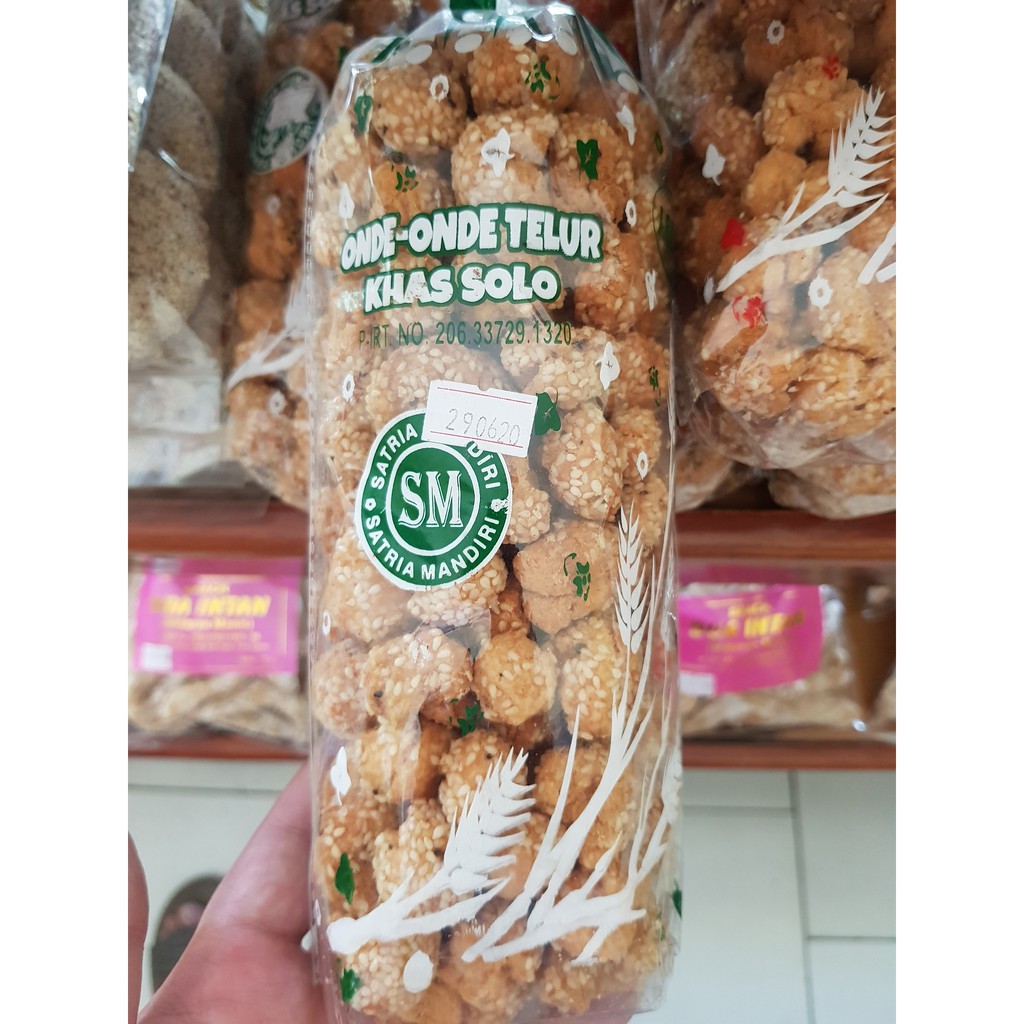 ONDE-ONDE TELUR
KHAS SOLO
P-IRT. NO. 206.33729.1320
290620
SATRIA MANDIRI
SM
SATRIA MANDIRI